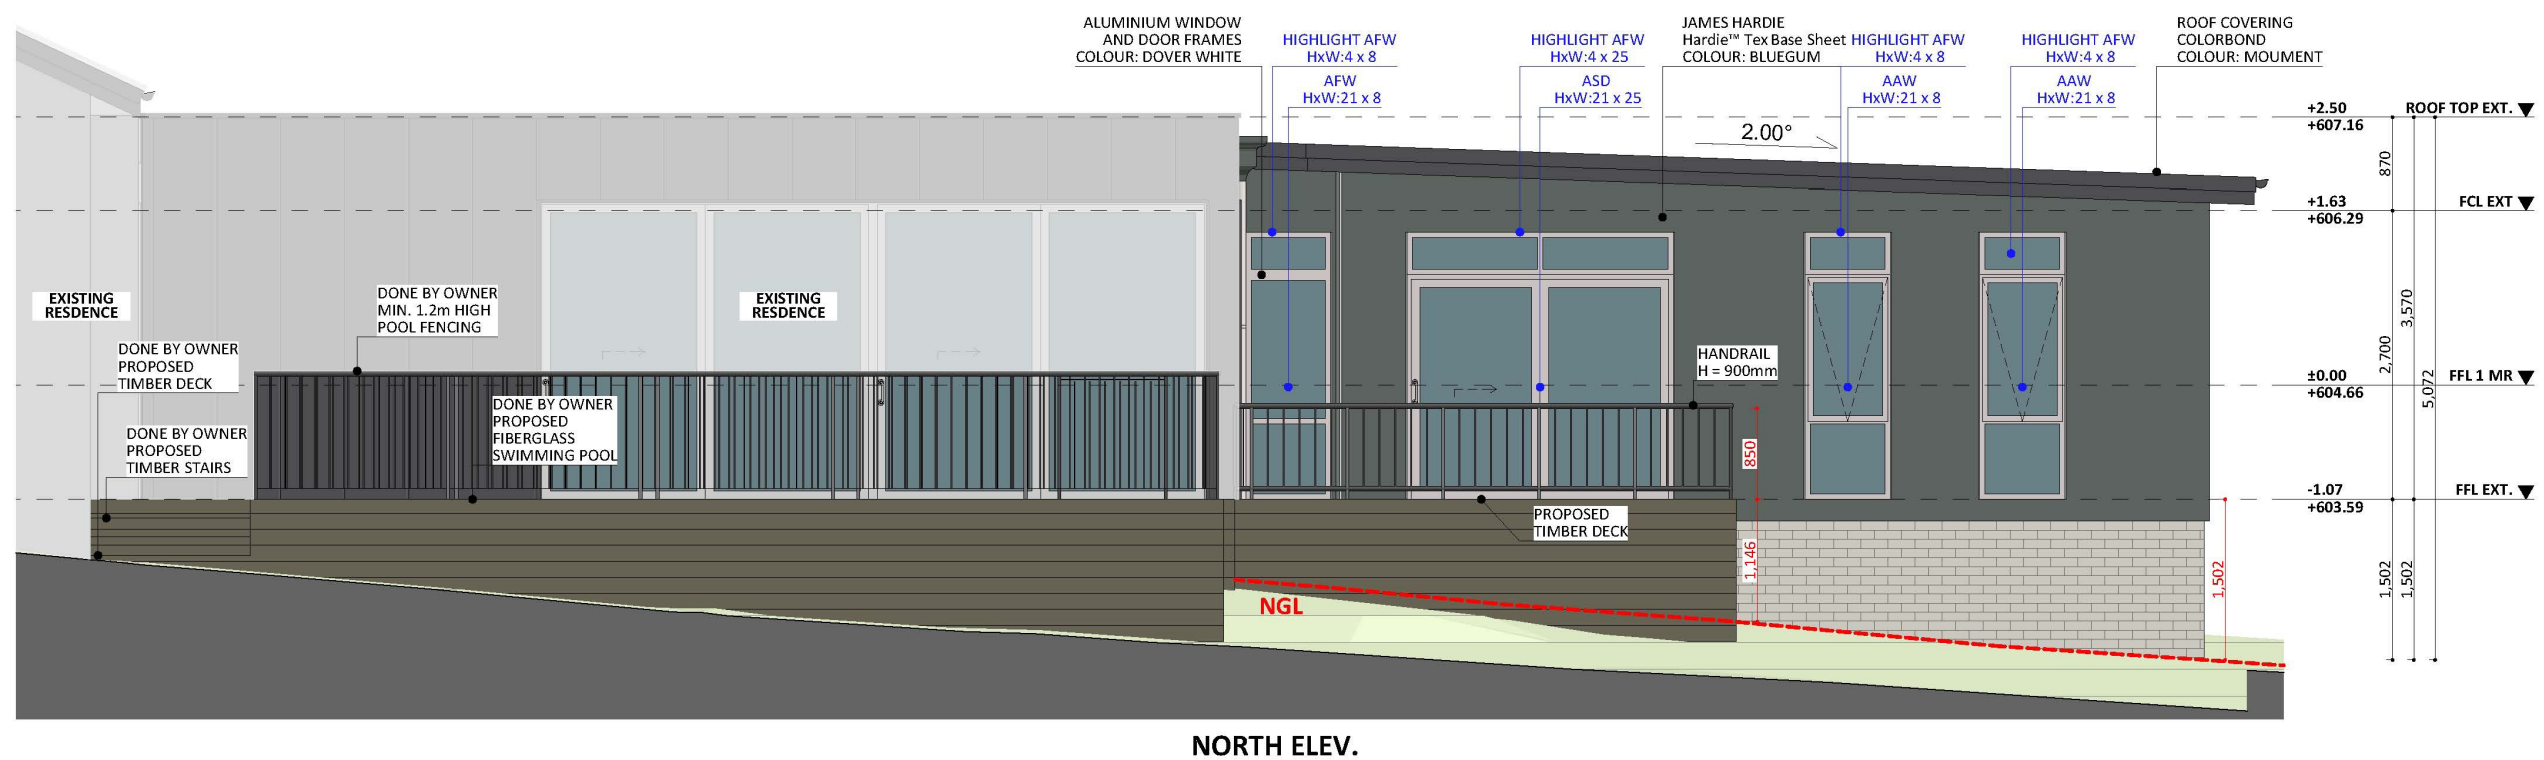 ALUMINIUM WINDOW
AND DOOR FRAMES
COLOUR: DOVER WHITE
HIGHLIGHT AFW
HxW:4 x 8
AFW
HxW:21 x 8
HIGHLIGHT AFW
HxW:4 x 25
ASD
HxW:21 x 25
JAMES HARDIE
Hardie™ Tex Base Sheet
COLOUR: BLUEGUM
HIGHLIGHT AFW
HxW:4 x 8
AAW
HxW:21 x 8
HIGHLIGHT AFW
HxW:4 x 8
AAW
HxW:21 x 8
ROOF COVERING
COLORBOND
COLOUR: MOUMENT
2.00°
+2.50
+607.16
ROOF TOP EXT.
870
+1.63
+606.29
FCL EXT
EXISTING
RESDENCE
DONE BY OWNER
MIN. 1.2m HIGH
POOL FENCING
EXISTING
RESDENCE
DONE BY OWNER
PROPOSED
TIMBER DECK
HANDRAIL
H = 900mm
2,700
3,570
5,072
±0.00
+604.66
FFL 1 MR
DONE BY OWNER
PROPOSED
FIBERGLASS
SWIMMING POOL
DONE BY OWNER
PROPOSED
TIMBER STAIRS
850
-1.07
+603.59
FFL EXT.
PROPOSED
TIMBER DECK
1,146
1,502
1,502
1,502
NGL
NORTH ELEV.